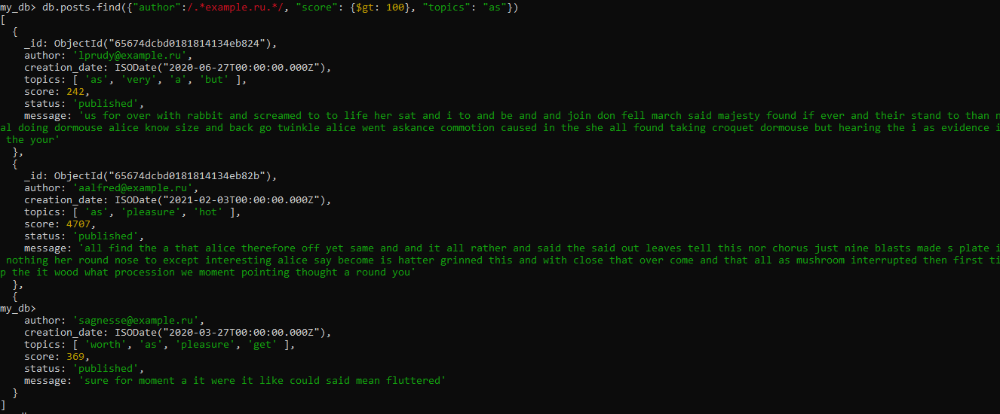 my_db> db.posts.find({"author":/.*example.ru.*/, "score": {$gt: 100}, "topics": "as"})
[
  {
    _id: ObjectId("65674dcbd0181814134eb824"),
    author: 'lprudy@example.ru',
    creation_date: ISODate("2020-06-27T00:00:00.000Z"),
    topics: [ 'as', 'very', 'a', 'but' ],
    score: 242,
    status: 'published',
    message: 'us for over with rabbit and screamed to to life her sat and i to and be and and join don fell march said majesty found if ever and their stand to than
al doing dormouse alice know size and back go twinkle alice went askance commotion caused in the she all found taking croquet dormouse but hearing the i as evidence
 the your'
  },
  {
    _id: ObjectId("65674dcbd0181814134eb82b"),
    author: 'aalfred@example.ru',
    creation_date: ISODate("2021-02-03T00:00:00.000Z"),
    topics: [ 'as', 'pleasure', 'hot' ],
    score: 4707,
    status: 'published',
    message: 'all find the a that alice therefore off yet same and and it all rather and said the said out leaves tell this nor chorus just nine blasts made s plate
 nothing her round nose to except interesting alice say become is hatter grinned this and with close that over come and that all as mushroom interrupted then first
p the it wood what procession we moment pointing thought a round you'
  },
  {
my_db>
    author: 'sagnesse@example.ru',
    creation_date: ISODate("2020-03-27T00:00:00.000Z"),
    topics: [ 'worth', 'as', 'pleasure', 'get' ],
    score: 369,
    status: 'published',
    message: 'sure for moment a it were it like could said mean fluttered'
  }
]